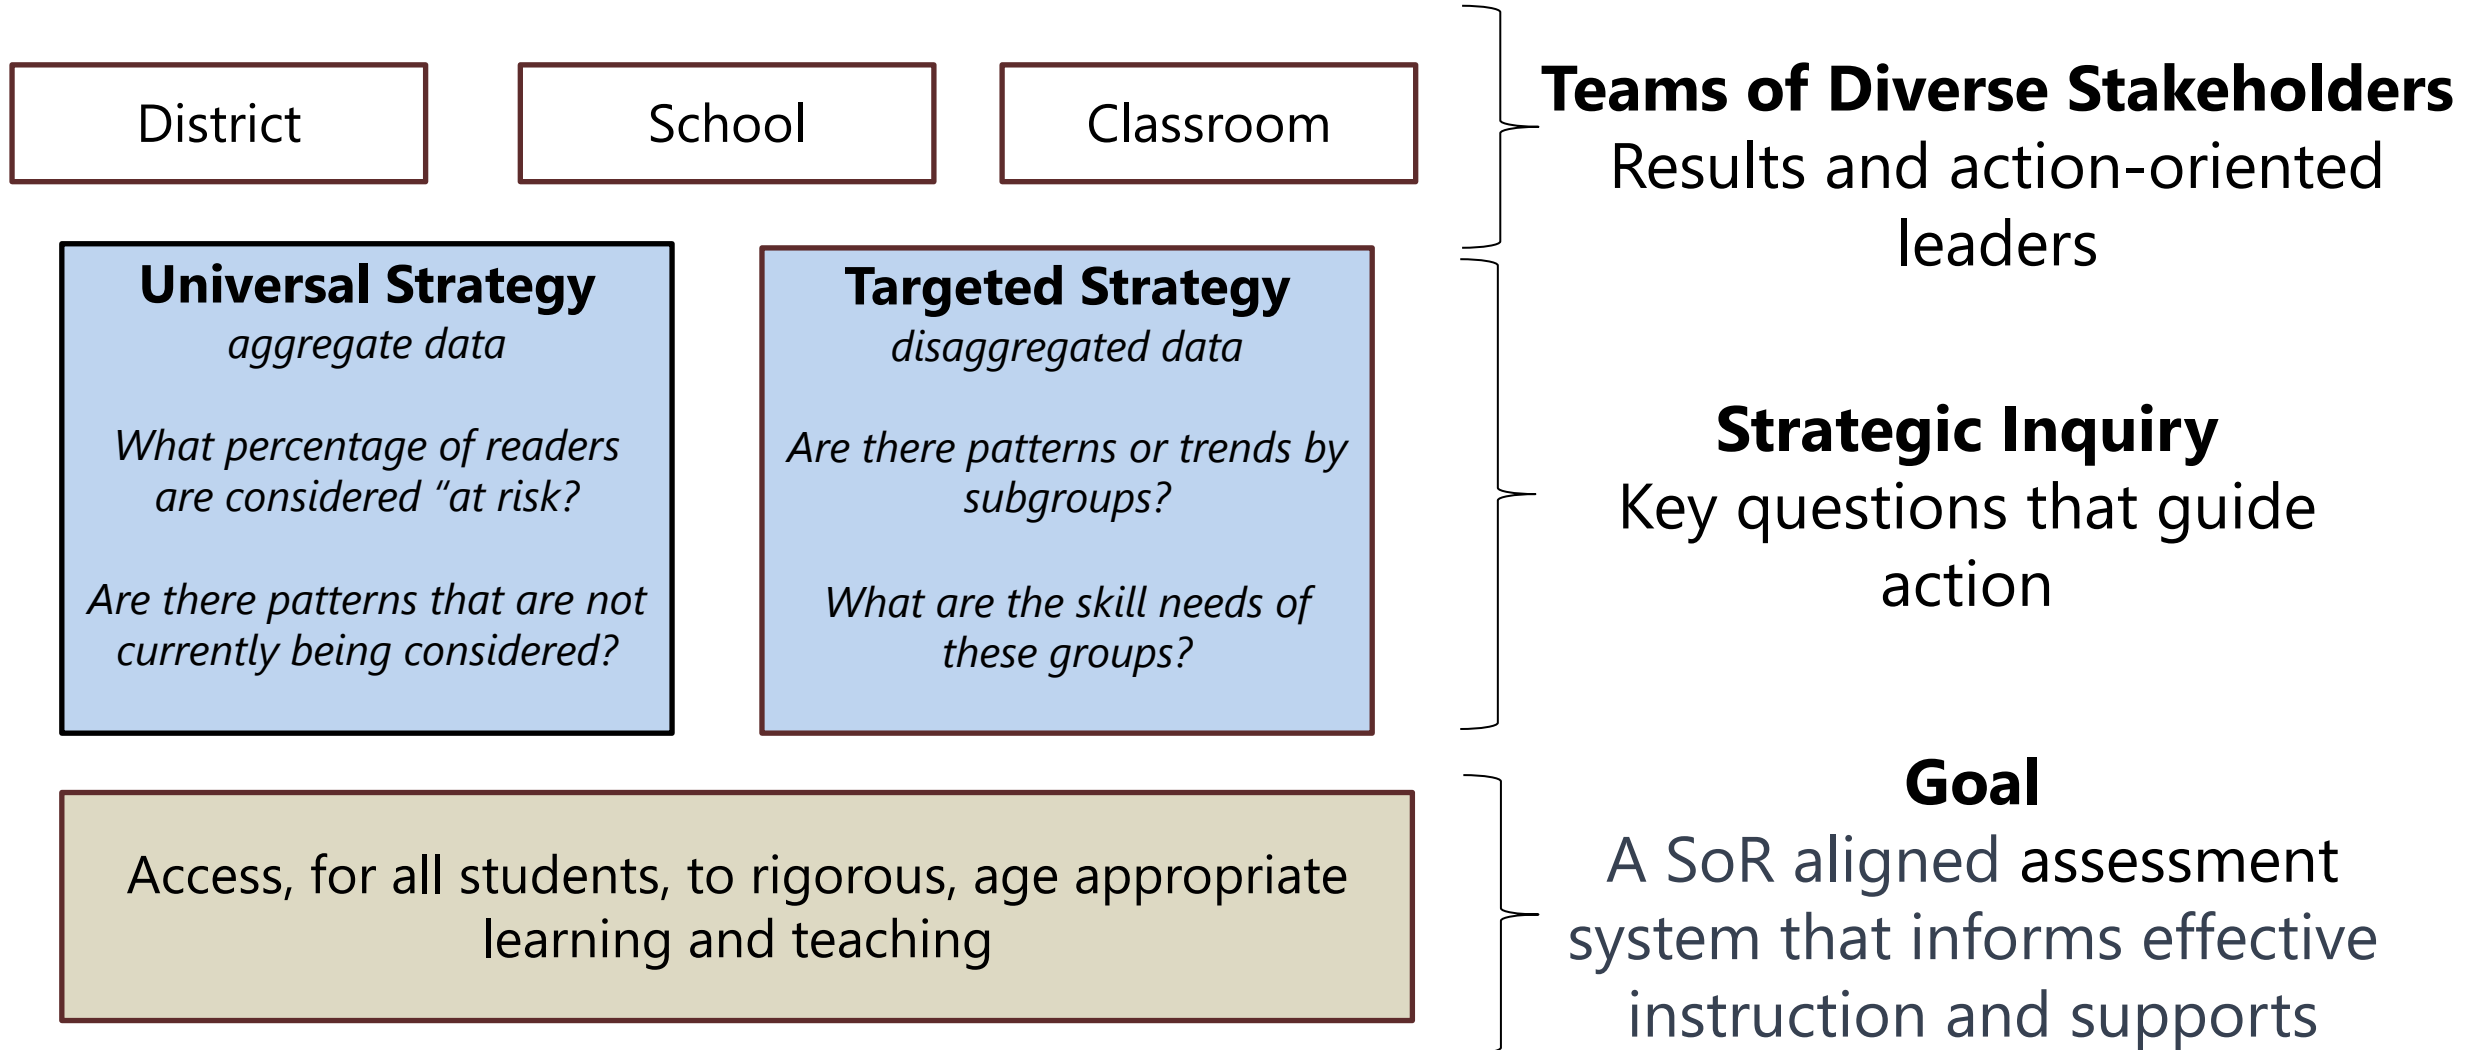 District
School
Classroom
Teams of Diverse Stakeholders
Results and action-oriented
leaders
Universal Strategy
aggregate data
What percentage of readers
are considered “at risk?
Are there patterns that are not
currently being considered?
Targeted Strategy
disaggregated data
Are there patterns or trends by
subgroups?
What are the skill needs of
these groups?
Strategic Inquiry
Key questions that guide
action
Access, for all students, to rigorous, age appropriate
learning and teaching
Goal
A SoR aligned assessment
system that informs effective
instruction and supports